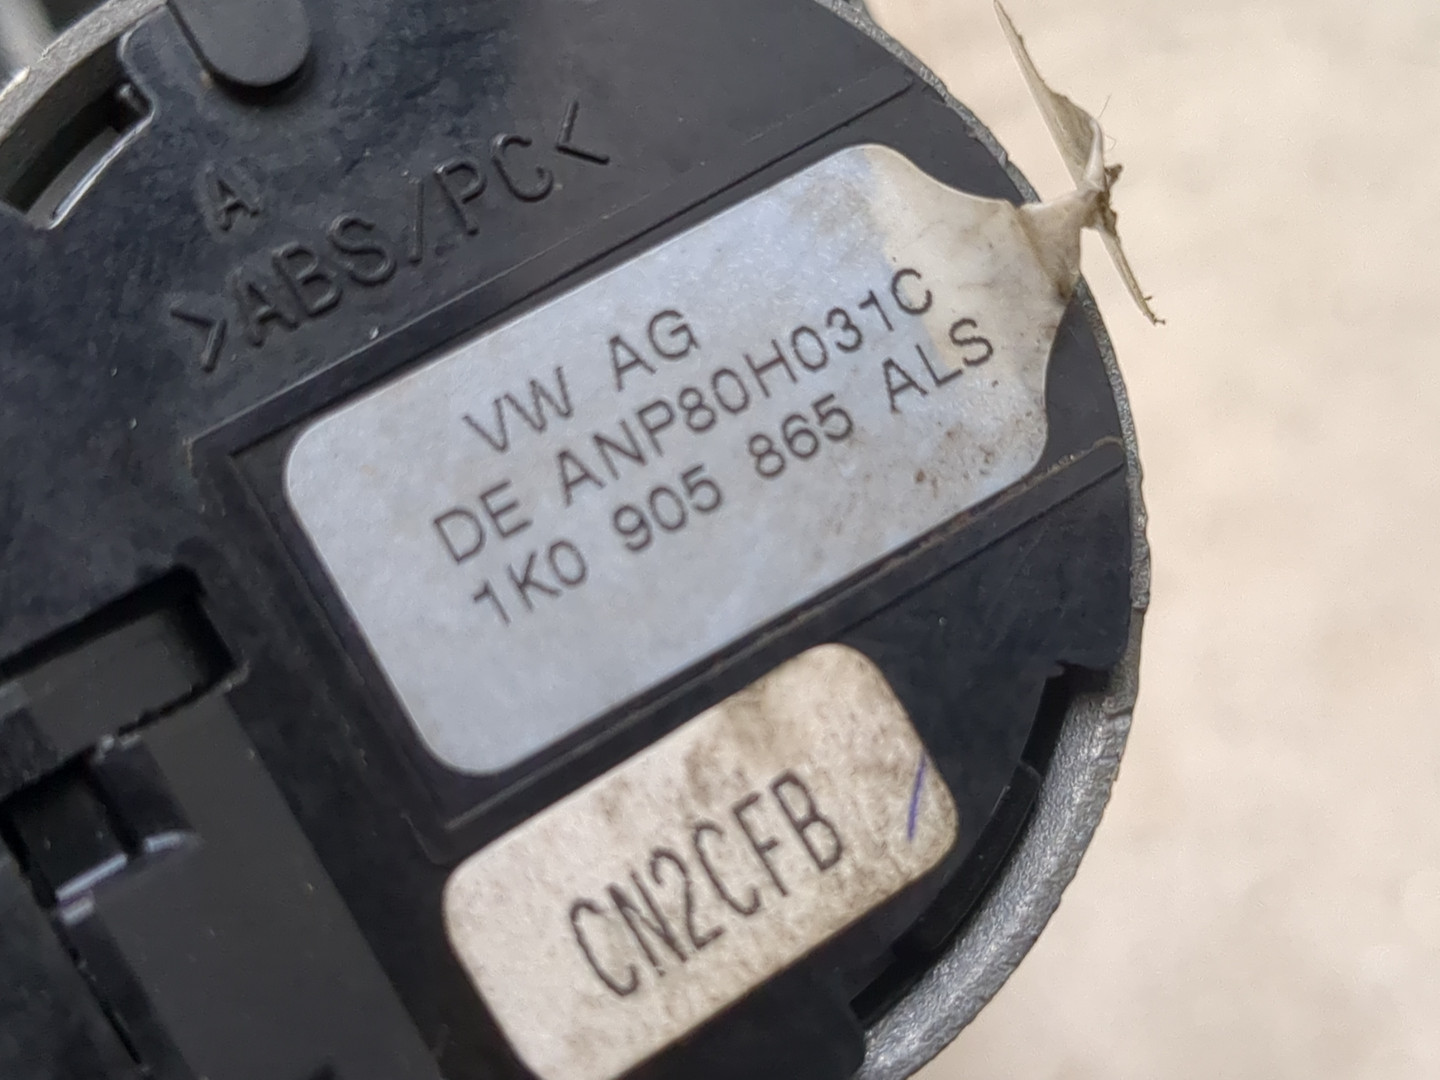 A
>ABS/PC<
VW AG
DE ANP80H031C
1K0 905 865 ALS
CN2CFB